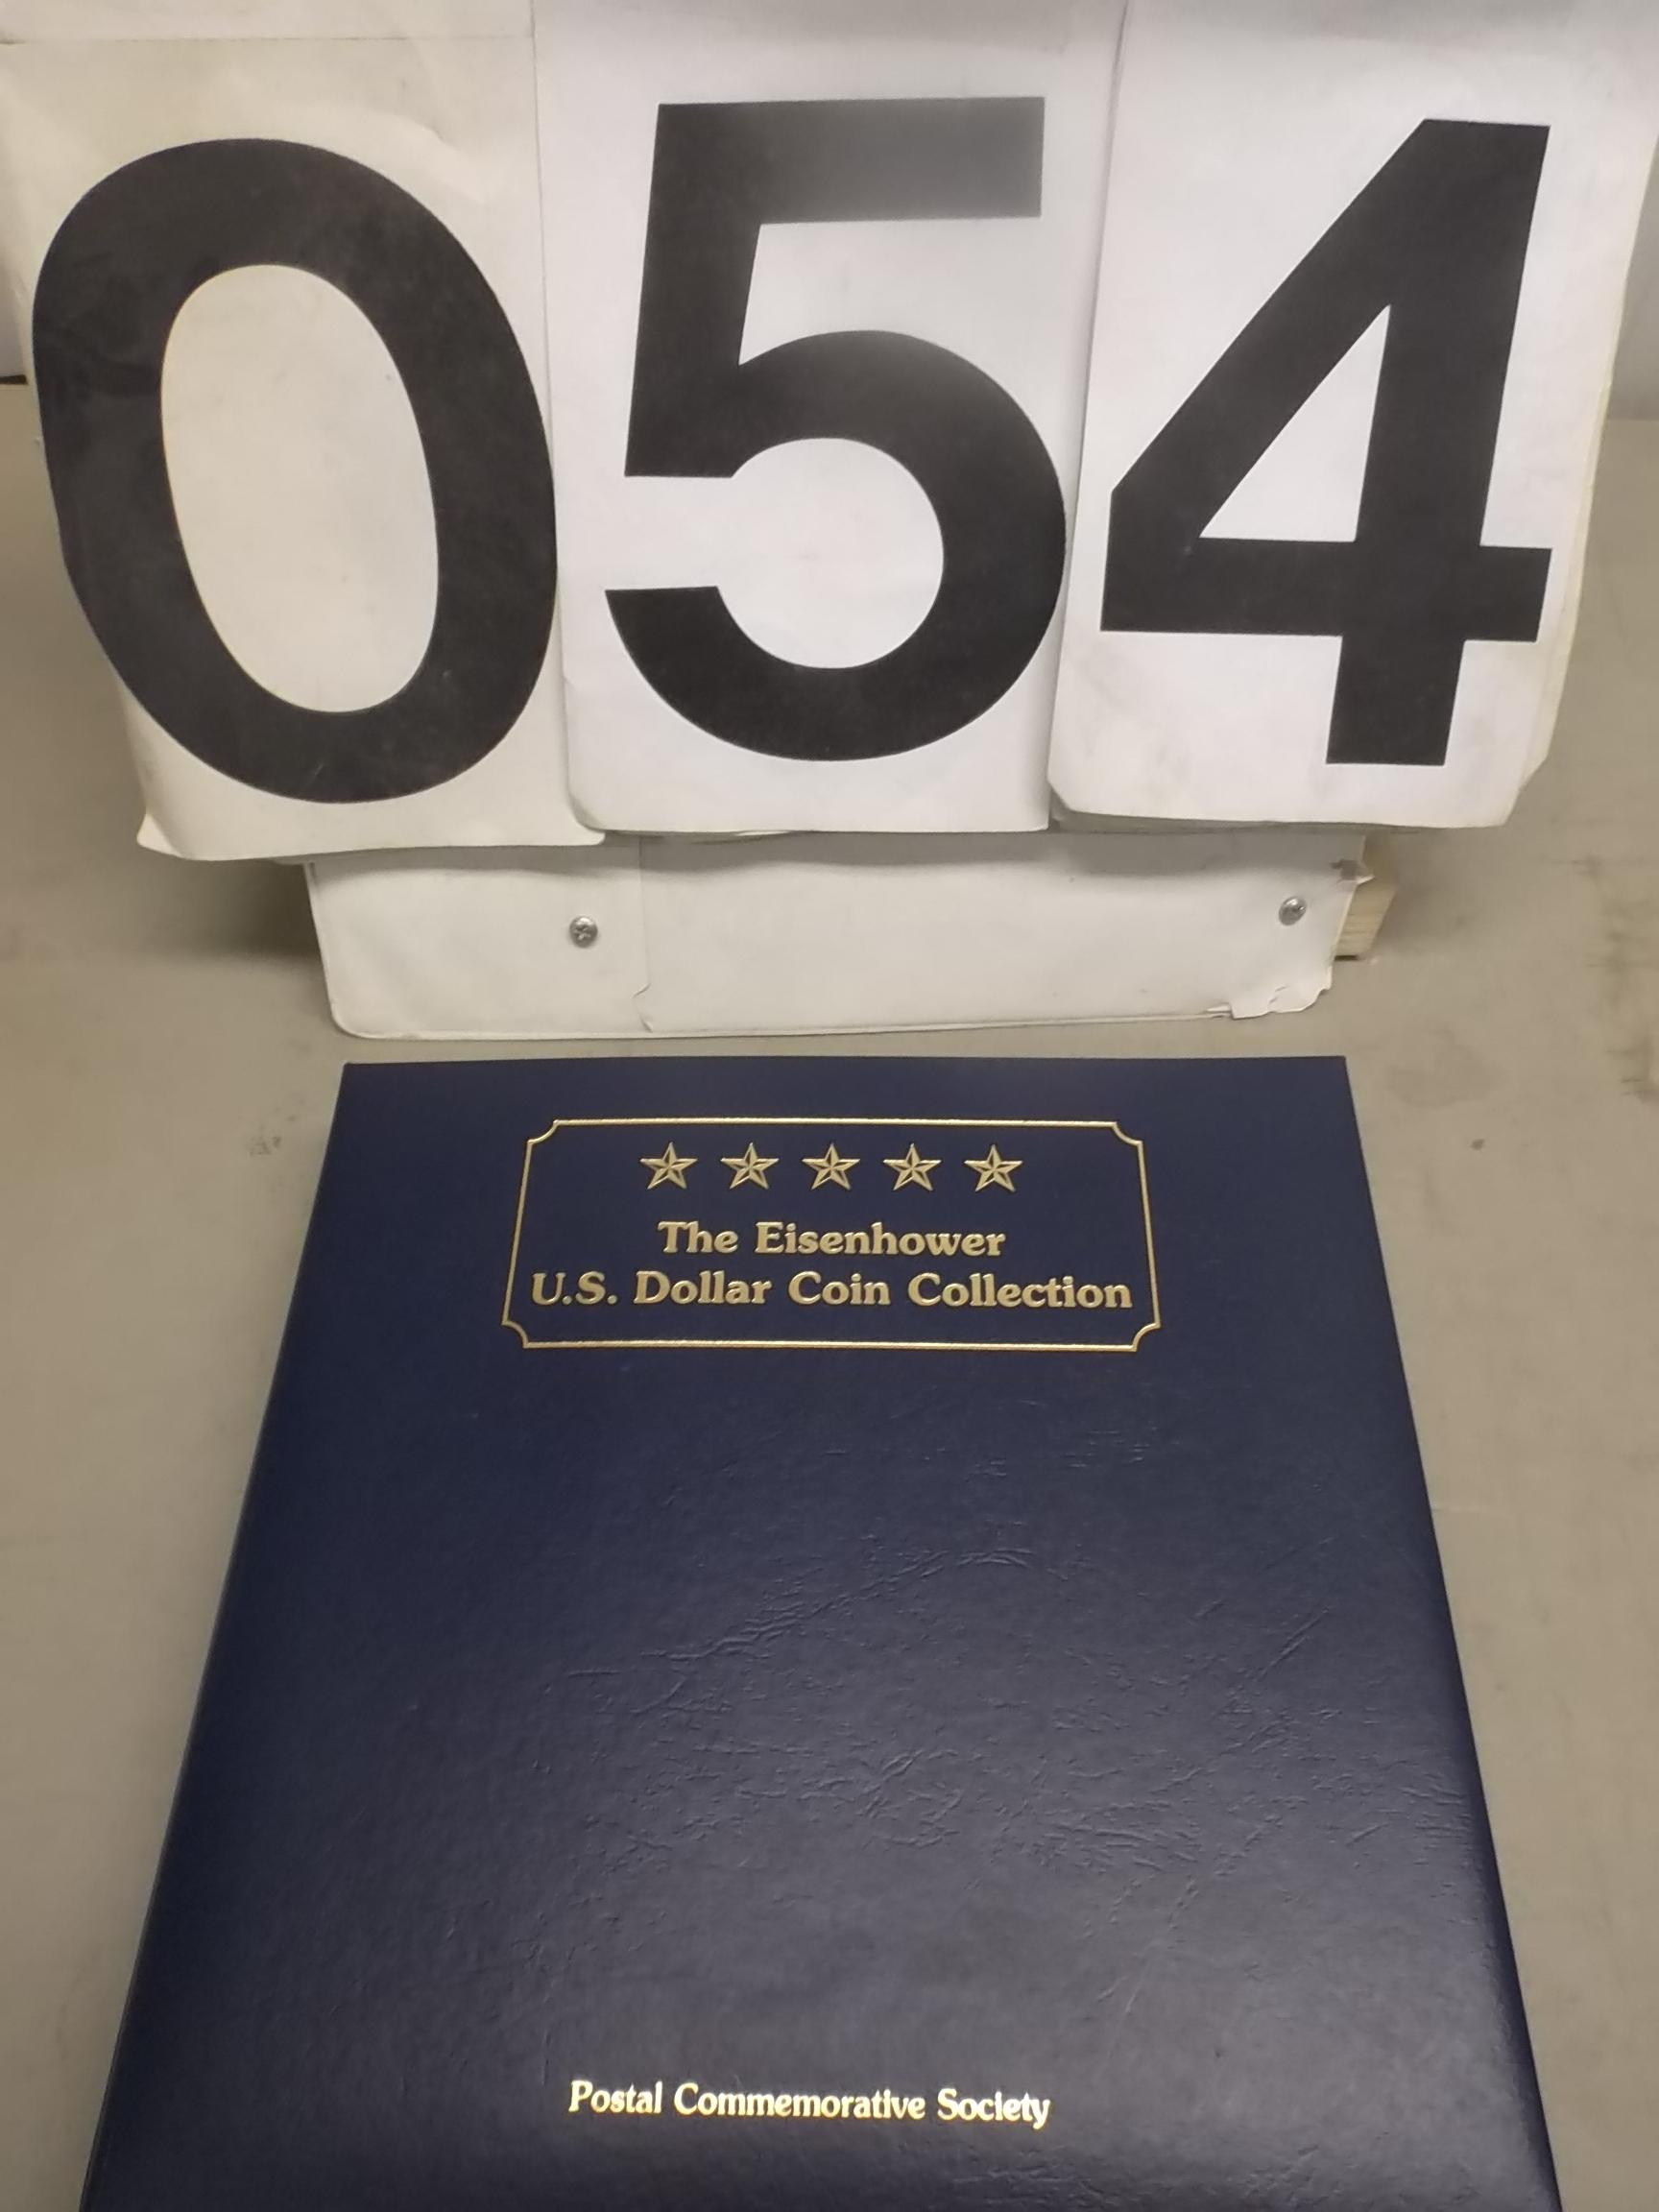 054
The Eisenhower
U.S. Dollar Coin Collection
Postal Commemorative Society